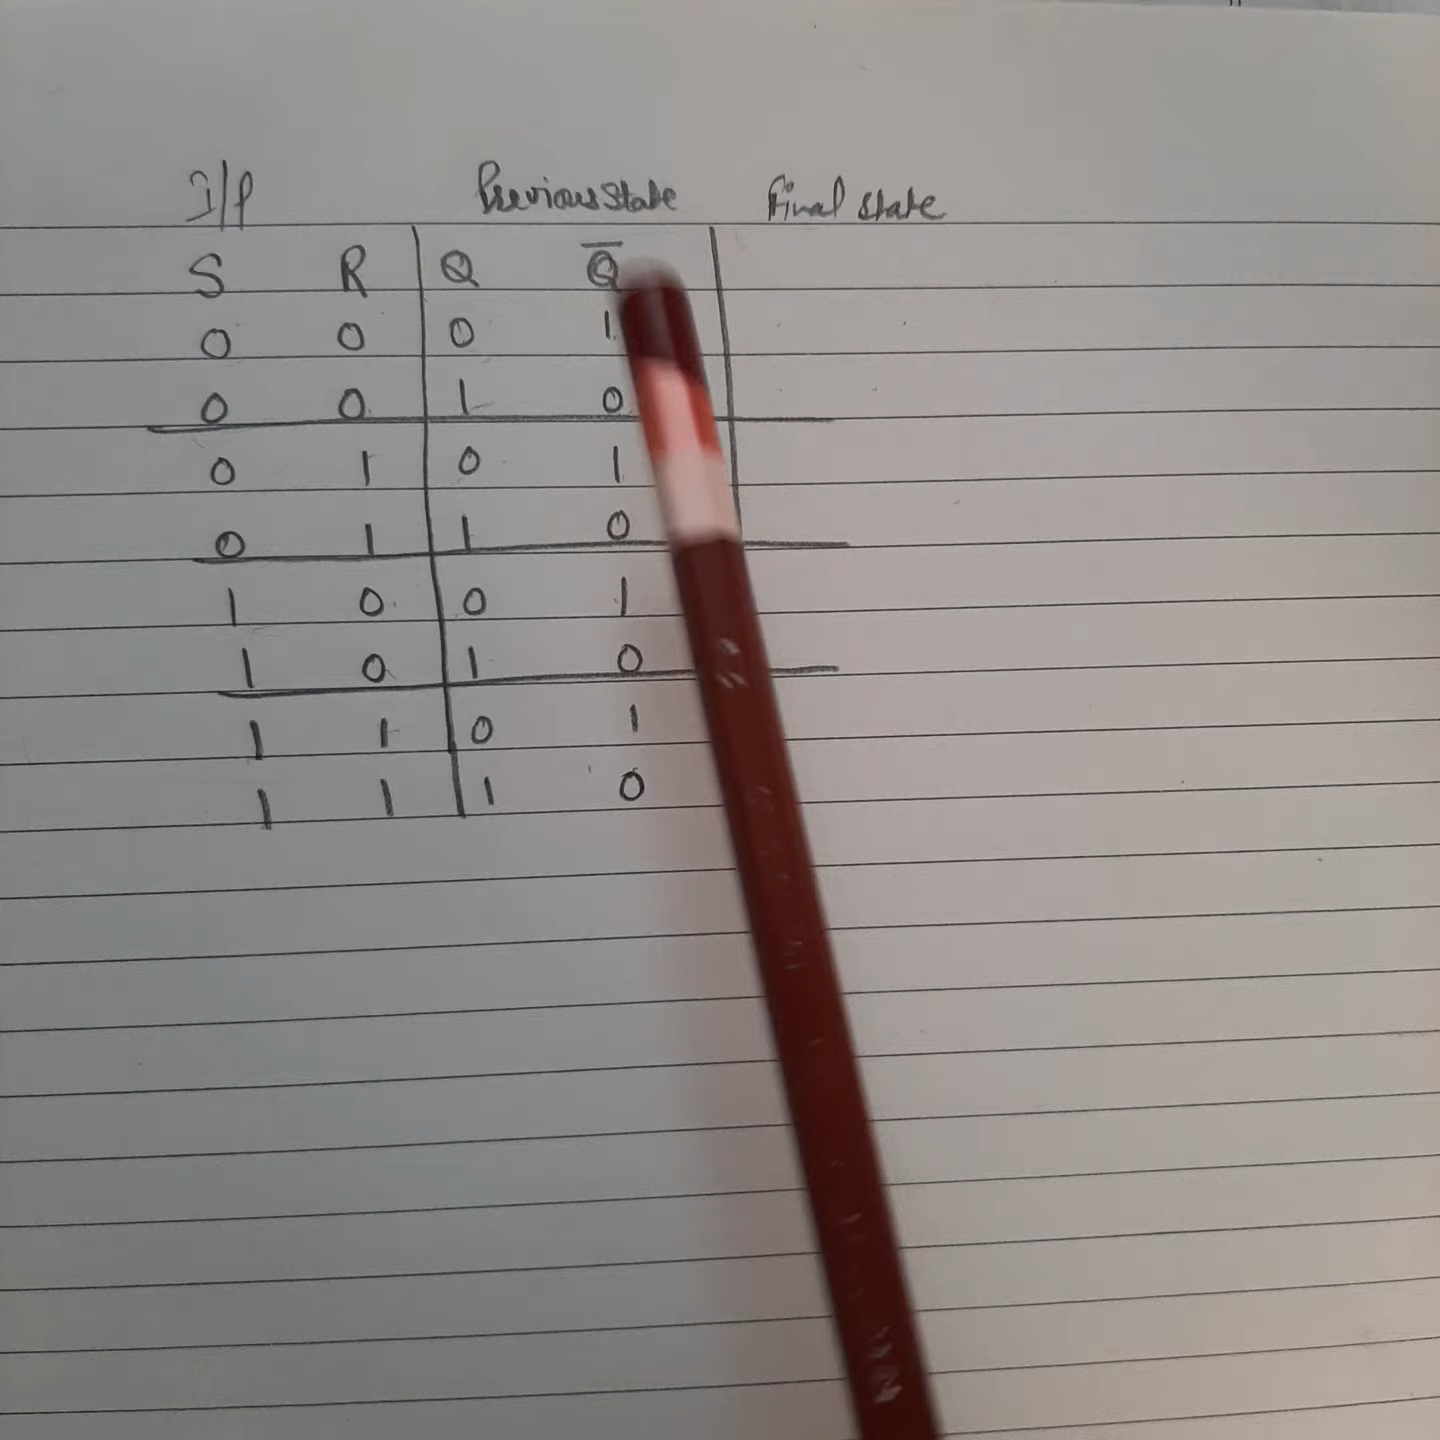 I/P Previous state Final state
S R Q Q̅
0 0 0 1
0 0 1 0
0 1 0 1
0 1 1 0
1 0 0 1
1 0 1 0
1 1 0 1
1 1 1 0